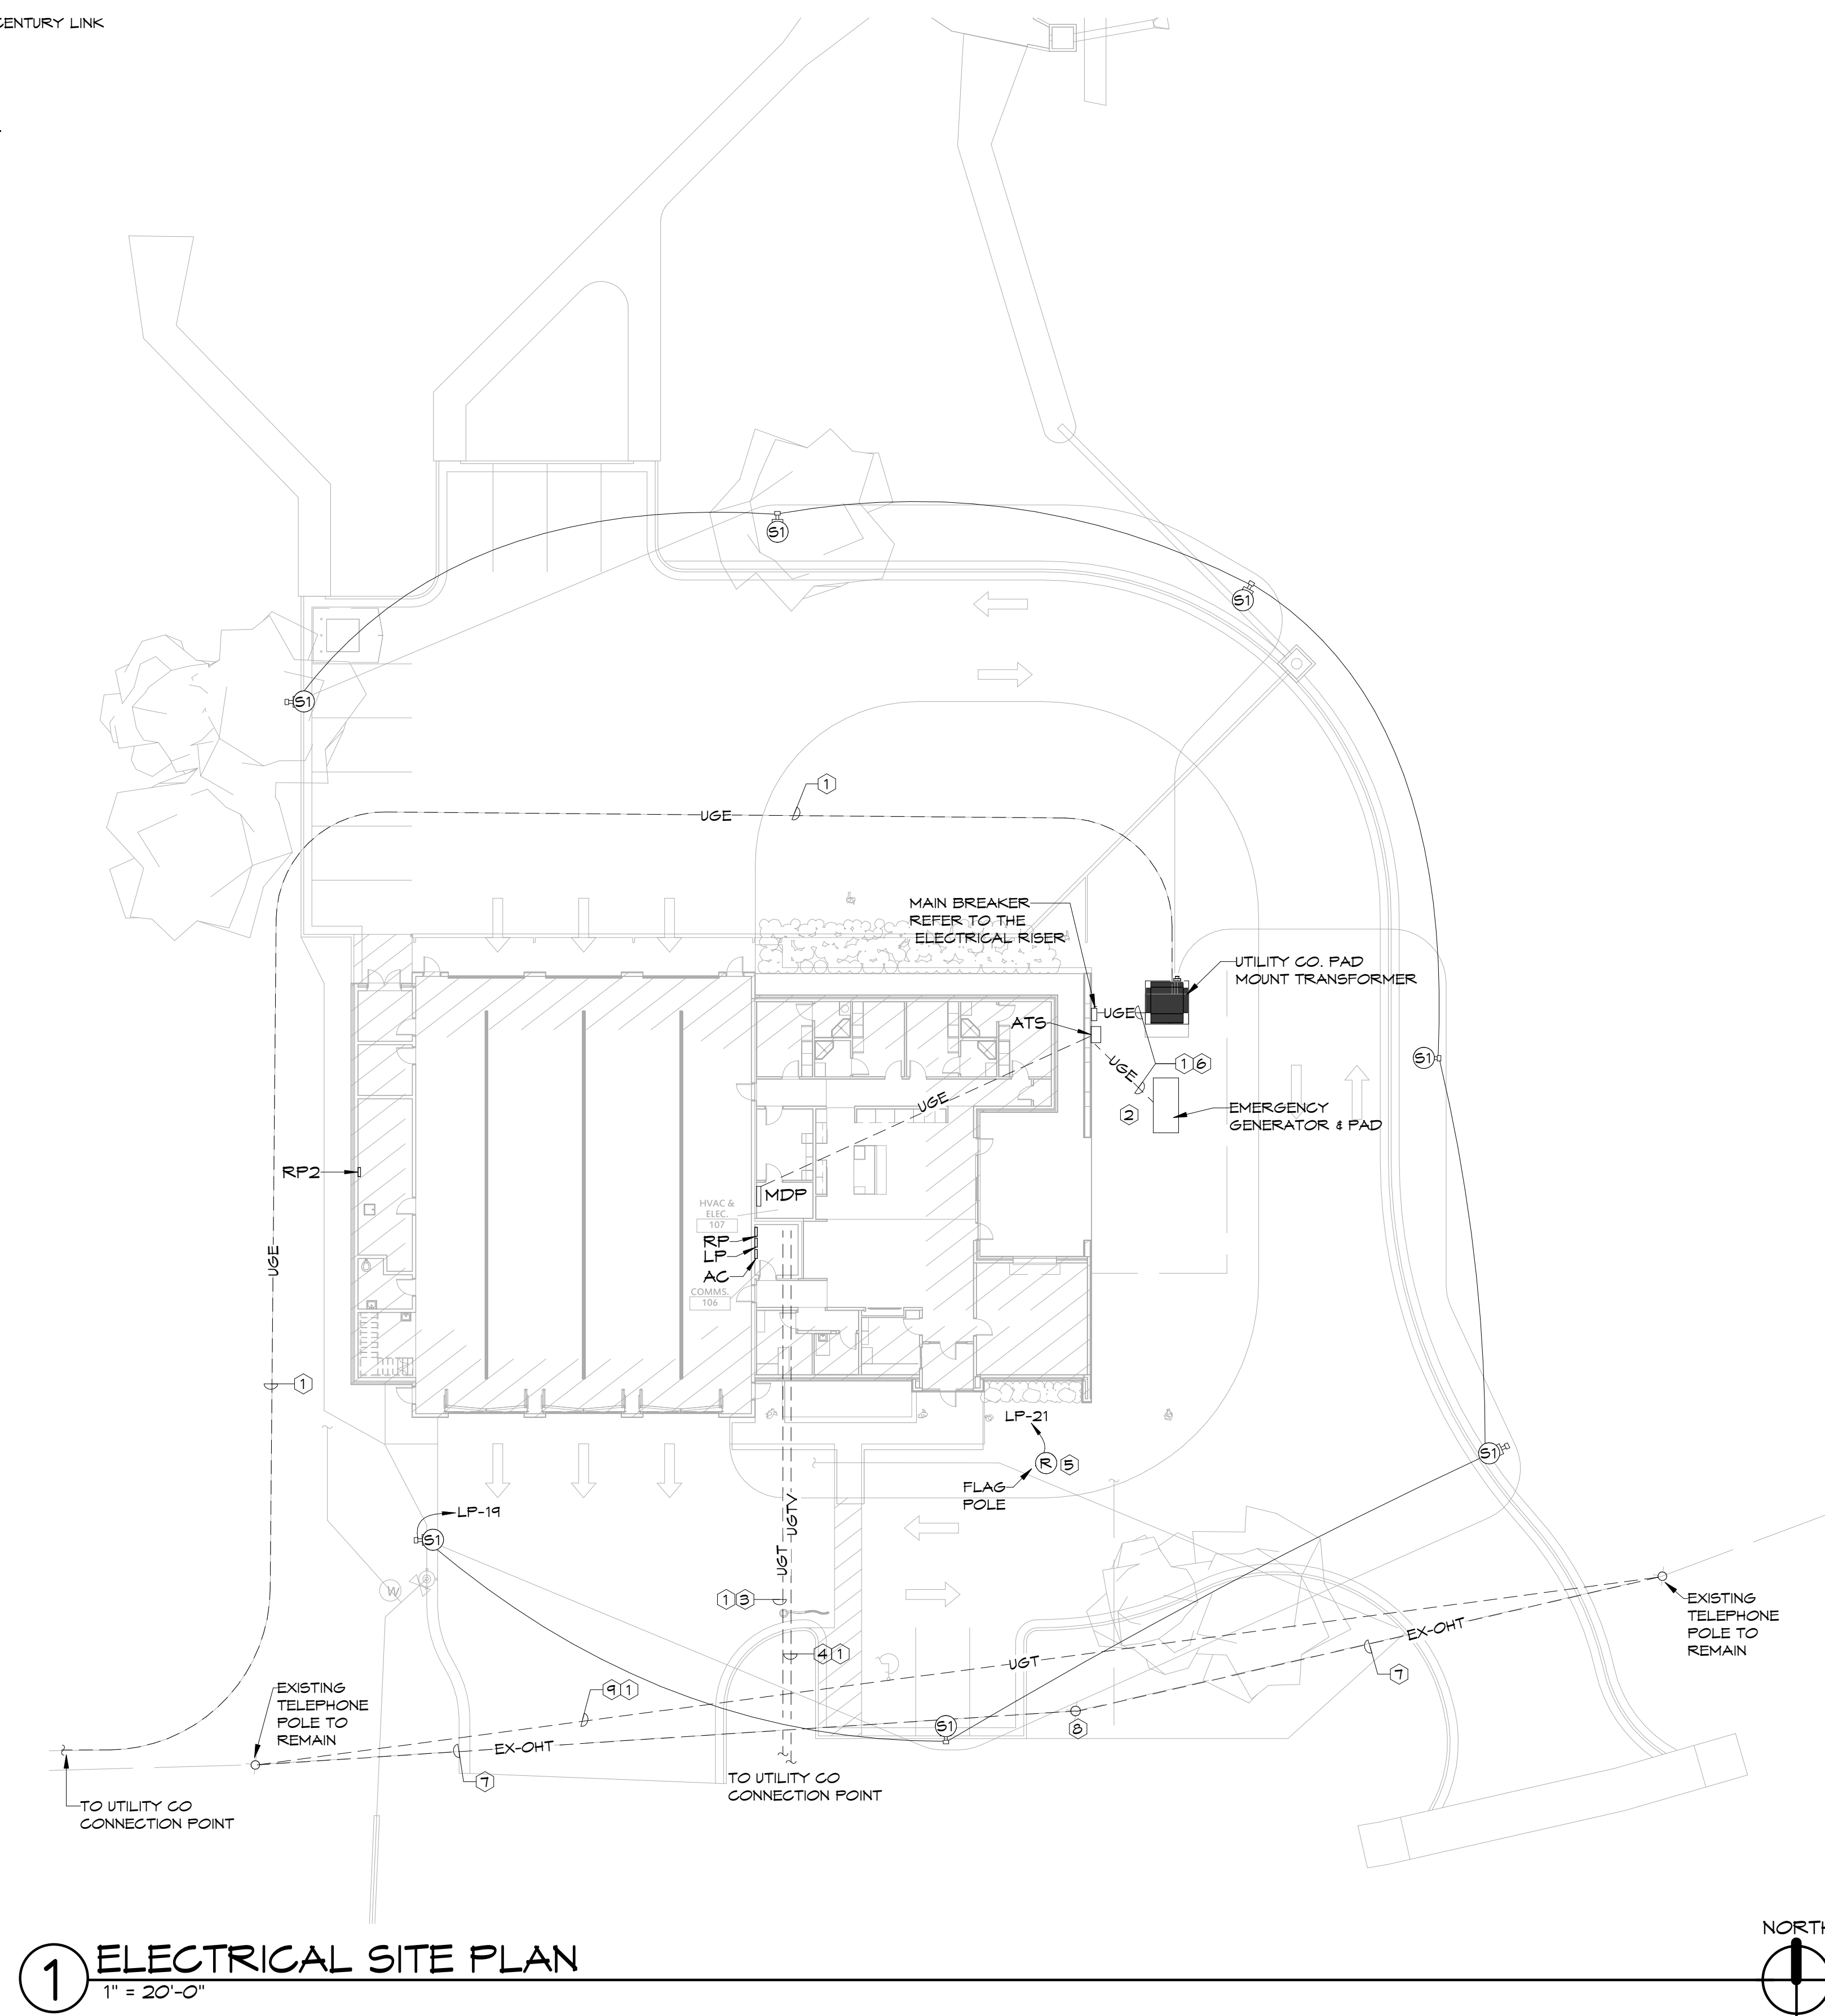 CENTURY LINK
S1
S1
S1
S1
1
UGE
MAIN BREAKER
REFER TO THE
ELECTRICAL RISER
UTILITY CO. PAD
MOUNT TRANSFORMER
UGE
ATS
UGE
1 6
S1
2
EMERGENCY
GENERATOR & PAD
UGE
RP2
MDP
HVAC &
ELEC.
107
RP
LP
AC
COMMS.
106
UGE
1
LP-21
R 5
FLAG
POLE
S1
LP-19
S1
UGTV
UGT
W
1 3
4 1
EXISTING
TELEPHONE
POLE TO
REMAIN
EX-OHT
UGT
7
9 1
EXISTING
TELEPHONE
POLE TO
REMAIN
S1
8
EX-OHT
7
TO UTILITY CO
CONNECTION POINT
TO UTILITY CO
CONNECTION POINT
NORTH
1 ELECTRICAL SITE PLAN
1" = 20'-0"